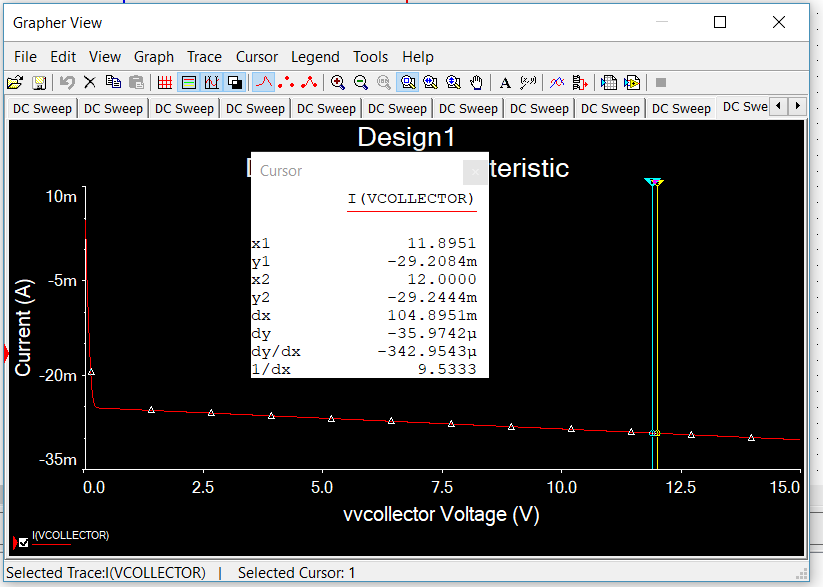 Grapher View
File Edit View Graph Trace Cursor Legend Tools Help
DC Sweep DC Sweep DC Sweep DC Sweep DC Sweep DC Sweep DC Sweep DC Sweep DC Sweep DC Sweep DC Swe
Design1
D teristic
Cursor
I(VCOLLECTOR)
x1 11.8951
y1 -29.2084m
x2 12.0000
y2 -29.2444m
dx 104.8951m
dy -35.9742µ
dy/dx -342.9543µ
1/dx 9.5333
Current (A)
10m
-5m
-20m
-35m
0.0 2.5 5.0 7.5 10.0 12.5 15.0
vvcollector Voltage (V)
I(VCOLLECTOR)
Selected Trace:I(VCOLLECTOR) | Selected Cursor: 1